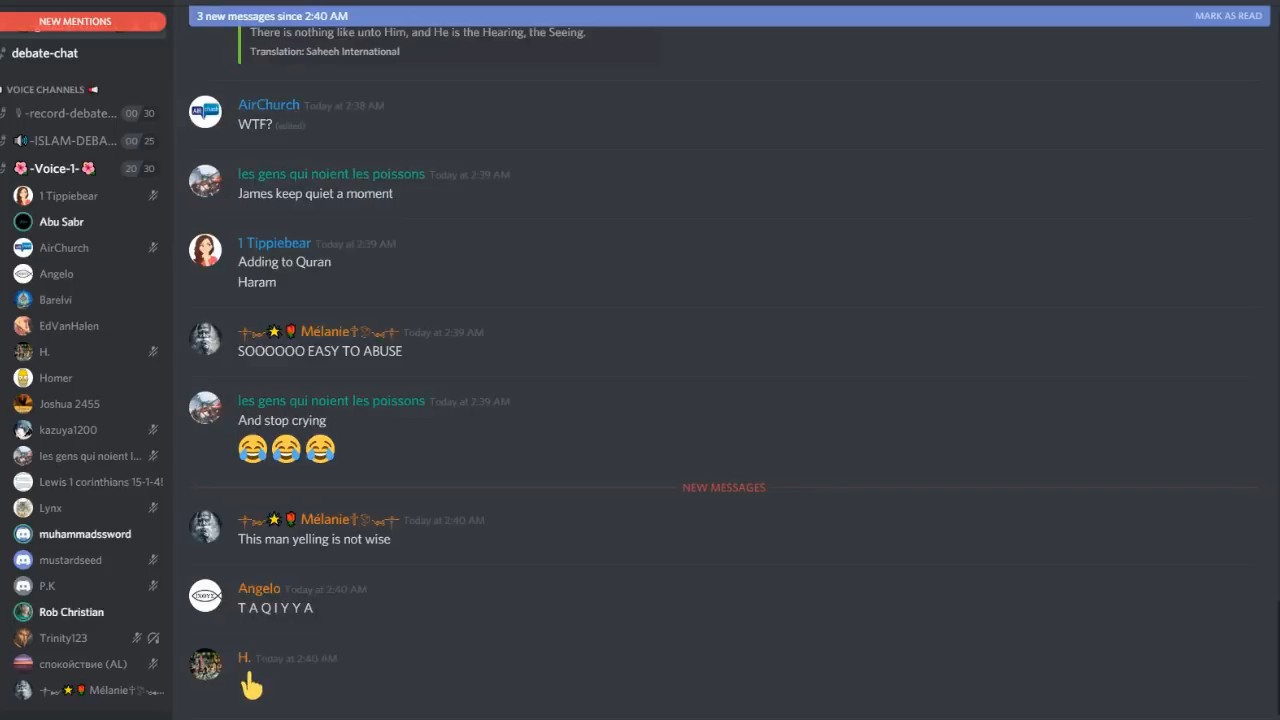 NEW MENTIONS
debate-chat
VOICE CHANNELS
-record-debate... 00 30
-ISLAM-DEBA... 00 25
-Voice-1- 20 30
1 Tippiebear
Abu Sabr
AirChurch
Angelo
Barelvi
EdVanHalen
H.
Homer
Joshua 2455
kazuya1200
les gens qui noient l...
Lewis 1 corinthians 15-1-4!
Lynx
muhammadssword
mustardseed
P.K
Rob Christian
Trinity123
спокойствие (AL)
Mélanie✝...
3 new messages since 2:40 AM MARK AS READ
There is nothing like unto Him, and He is the Hearing, the Seeing.
Translation: Saheeh International
AirChurch Today at 2:38 AM
WTF? (edited)
les gens qui noient les poissons Today at 2:39 AM
James keep quiet a moment
1 Tippiebear Today at 2:39 AM
Adding to Quran
Haram
Mélanie✝ Today at 2:39 AM
SOOOOOO EASY TO ABUSE
les gens qui noient les poissons Today at 2:39 AM
And stop crying
😂😂😂
NEW MESSAGES
Mélanie✝ Today at 2:40 AM
This man yelling is not wise
Angelo Today at 2:40 AM
T A Q I Y Y A
H. Today at 2:40 AM
👆